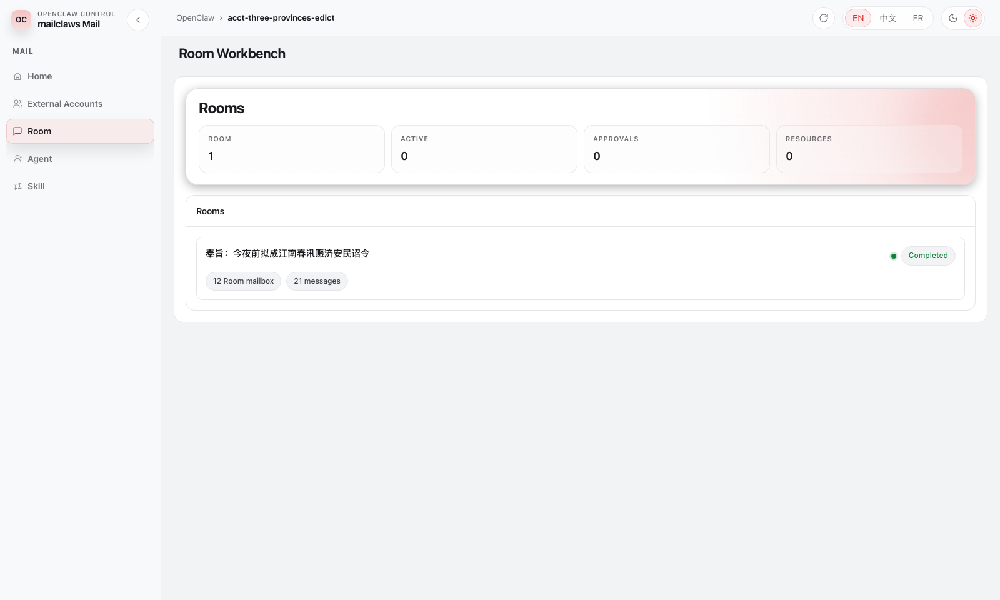 OC
OPENCLAW CONTROL
mailclaws Mail
MAIL
Home
External Accounts
Room
Agent
Skill
OpenClaw › acct-three-provinces-edict
EN 中文 FR
Room Workbench
Rooms
ROOM
1
ACTIVE
0
APPROVALS
0
RESOURCES
0
Rooms
奉旨：今夜前拟成江南春汛赈济安民诏令
Completed
12 Room mailbox
21 messages